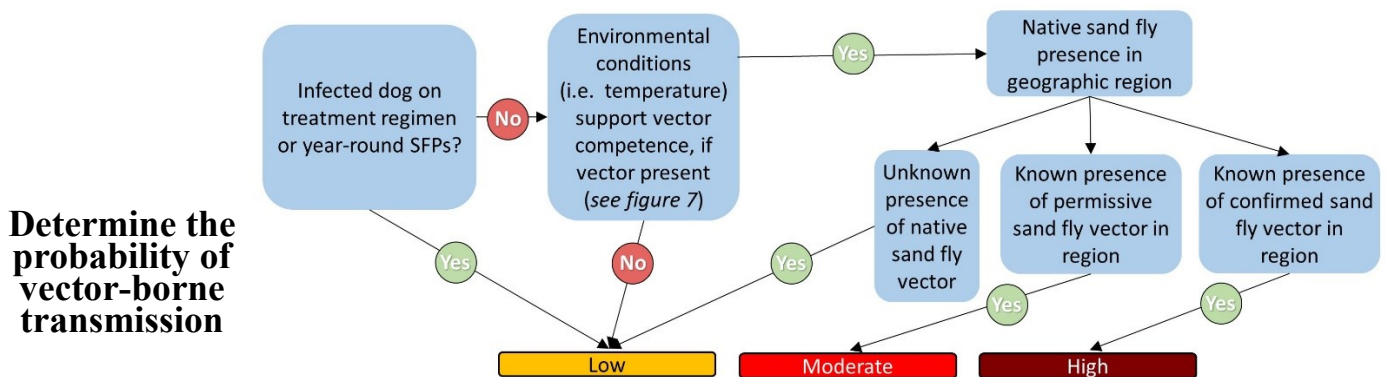 Determine the
probability of
vector-borne
transmission
Infected dog on
treatment regimen
or year-round SFPs?
No
Yes
Environmental
conditions
(i.e. temperature)
support vector
competence, if
vector present
(see figure 7)
Yes
No
Native sand fly
presence in
geographic region
Unknown
presence
of native
sand fly
vector
Yes
Known presence
of permissive
sand fly vector in
region
Yes
Known presence
of confirmed sand
fly vector in
region
Yes
Low
Moderate
High